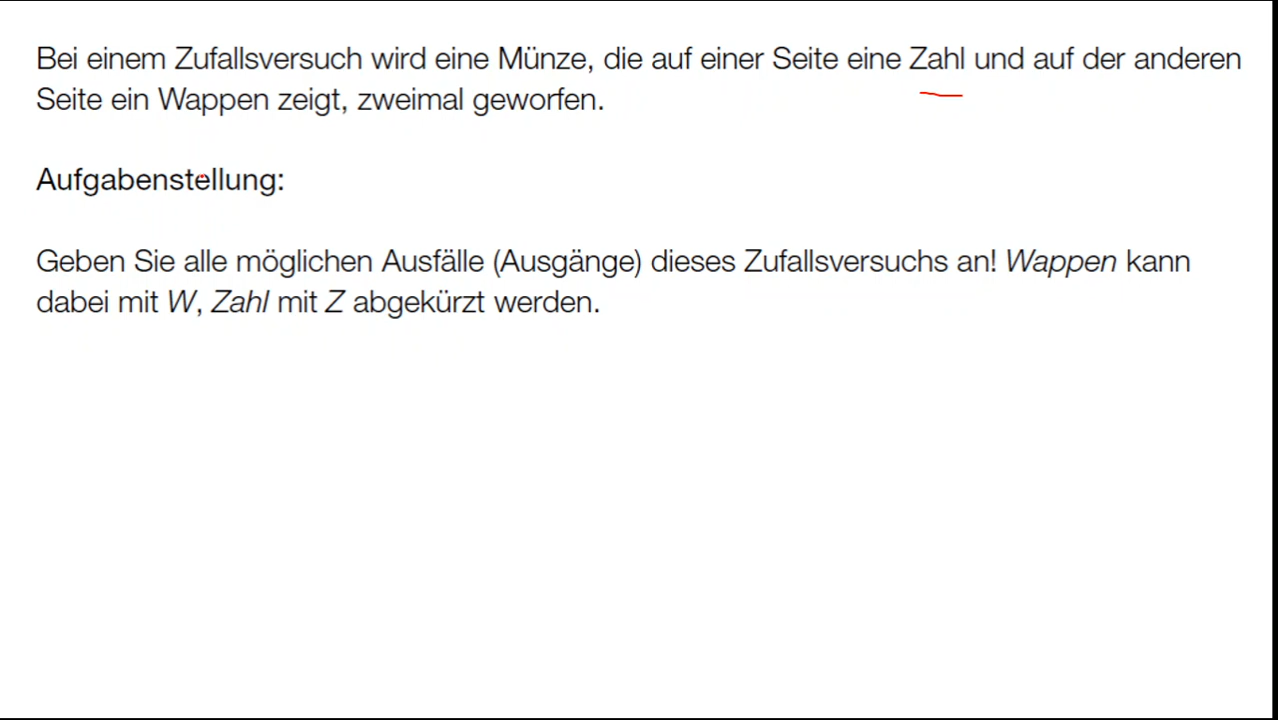 Bei einem Zufallsversuch wird eine Münze, die auf einer Seite eine Zahl und auf der anderen
Seite ein Wappen zeigt, zweimal geworfen.
Aufgabenstellung:
Geben Sie alle möglichen Ausfälle (Ausgänge) dieses Zufallsversuchs an! Wappen kann
dabei mit W, Zahl mit Z abgekürzt werden.